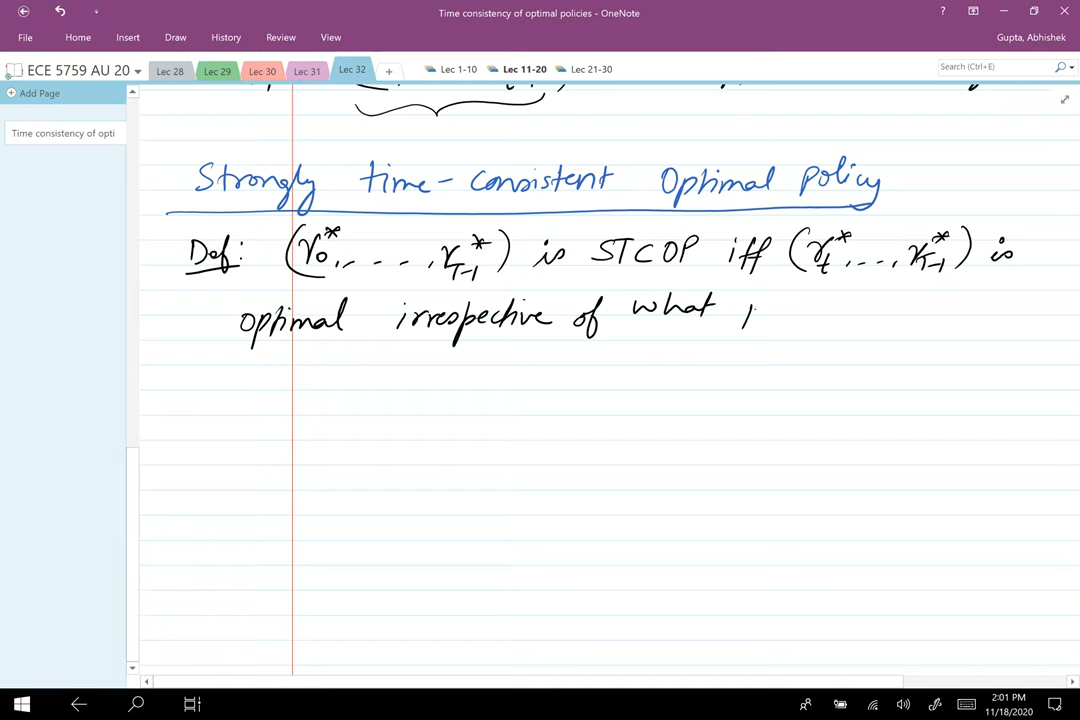 Time consistency of optimal policies - OneNote
Gupta, Abhishek
File Home Insert Draw History Review View
ECE 5759 AU 20 Lec 28 Lec 29 Lec 30 Lec 31 Lec 32 Lec 1-10 Lec 11-20 Lec 21-30 Search (Ctrl+E)
Add Page
Time consistency of opti
Strongly time-consistent Optimal policy
Def: (γ₀*, . . . . , γ_{T-1}*) is STCOP iff (γ_t*, . . . , γ_{T-1}*) is
optimal irrespective of what
2:01 PM
11/18/2020